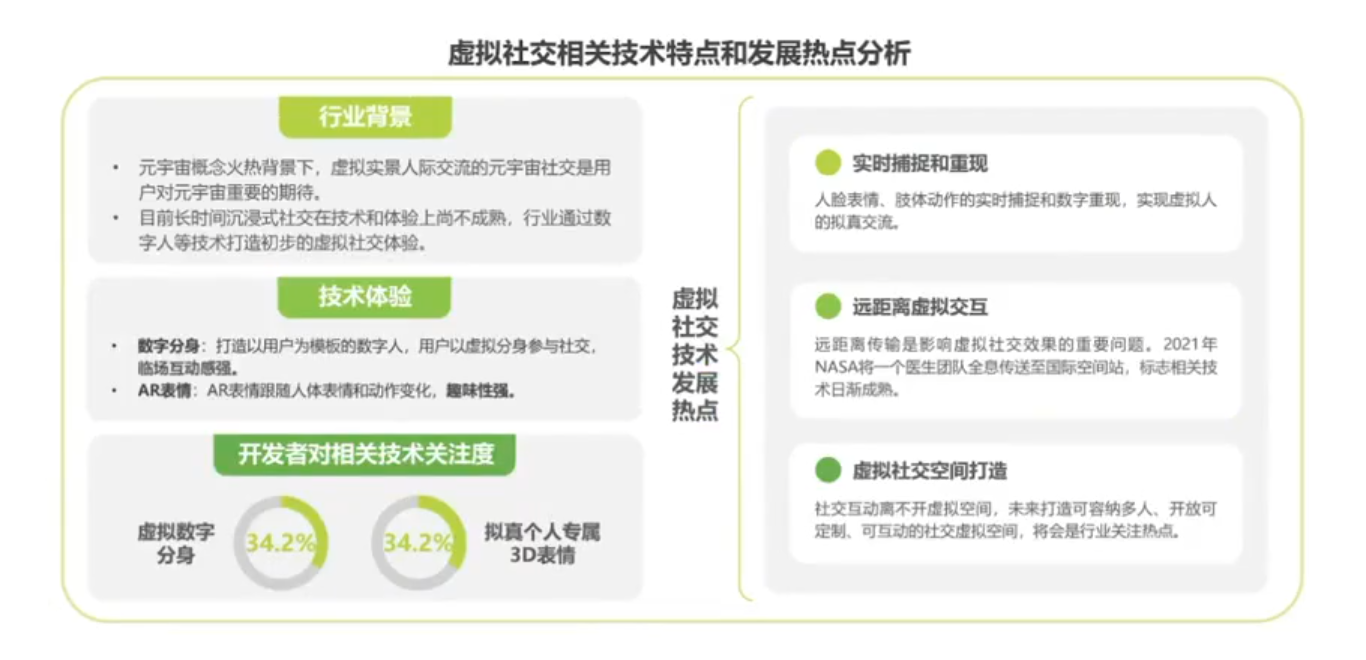 虚拟社交相关技术特点和发展热点分析
行业背景
• 元宇宙概念火热背景下，虚拟实景人际交流的元宇宙社交是用
户对元宇宙重要的期待。
• 目前长时间沉浸式社交在技术和体验上尚不成熟，行业通过数
字人等技术打造初步的虚拟社交体验。
技术体验
• 数字分身：打造以用户为模板的数字人，用户以虚拟分身参与社交，
临场互动感强。
• AR表情：AR表情跟随人体表情和动作变化，趣味性强。
开发者对相关技术关注度
虚拟数字
分身
34.2%
34.2%
拟真个人专属
3D表情
虚拟
社交
技术
发展
热点
实时捕捉和重现
人脸表情、肢体动作的实时捕捉和数字重现，实现虚拟人
的拟真交流。
远距离虚拟交互
远距离传输是影响虚拟社交效果的重要问题。2021年
NASA将一个医生团队全息传送至国际空间站，标志相关技
术日渐成熟。
虚拟社交空间打造
社交互动离不开虚拟空间，未来打造可容纳多人、开放可
定制、可互动的社交虚拟空间，将会是行业关注热点。